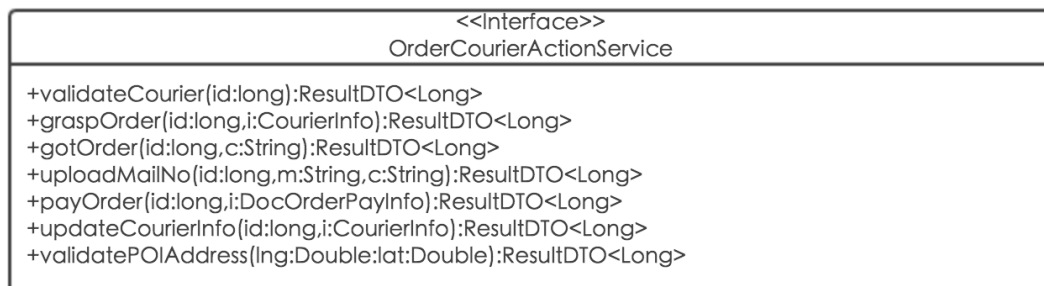 <<Interface>>
OrderCourierActionService
+validateCourier(id:long):ResultDTO<Long>
+graspOrder(id:long,i:CourierInfo):ResultDTO<Long>
+gotOrder(id:long,c:String):ResultDTO<Long>
+uploadMailNo(id:long,m:String,c:String):ResultDTO<Long>
+payOrder(id:long,i:DocOrderPayInfo):ResultDTO<Long>
+updateCourierInfo(id:long,i:CourierInfo):ResultDTO<Long>
+validatePOIAddress(lng:Double:lat:Double):ResultDTO<Long>